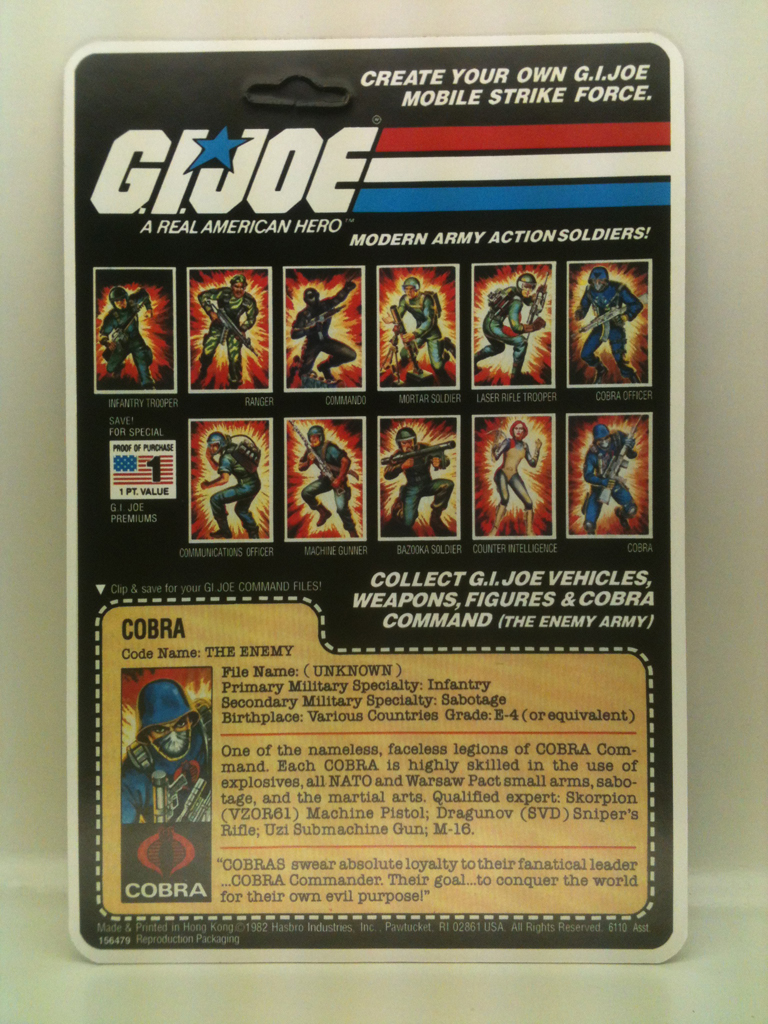 CREATE YOUR OWN G.I.JOE
MOBILE STRIKE FORCE.
G.I. JOE ®
A REAL AMERICAN HERO™
MODERN ARMY ACTION SOLDIERS!
INFANTRY TROOPER
RANGER
COMMANDO
MORTAR SOLDIER
LASER RIFLE TROOPER
COBRA OFFICER
SAVE!
FOR SPECIAL
PROOF OF PURCHASE
1
1 PT. VALUE
G.I. JOE
PREMIUMS
COMMUNICATIONS OFFICER
MACHINE GUNNER
BAZOOKA SOLDIER
COUNTER INTELLIGENCE
COBRA
▼ Clip & save for your GI JOE COMMAND FILES!
COLLECT G.I. JOE VEHICLES,
WEAPONS, FIGURES & COBRA
COMMAND (THE ENEMY ARMY)
COBRA
Code Name: THE ENEMY
File Name: (UNKNOWN)
Primary Military Specialty: Infantry
Secondary Military Specialty: Sabotage
Birthplace: Various Countries Grade: E-4 (or equivalent)
One of the nameless, faceless legions of COBRA Com-
mand. Each COBRA is highly skilled in the use of
explosives, all NATO and Warsaw Pact small arms, sabo-
tage, and the martial arts. Qualified expert: Skorpion
(VZOR61) Machine Pistol; Dragunov (SVD) Sniper's
Rifle; Uzi Submachine Gun; M-16.
COBRA
"COBRAS swear absolute loyalty to their fanatical leader
...COBRA Commander. Their goal...to conquer the world
for their own evil purpose!"
Made & Printed in Hong Kong ©1982 Hasbro Industries, Inc., Pawtucket, RI 02861 USA. All Rights Reserved. 6110 Asst.
156479 Reproduction Packaging